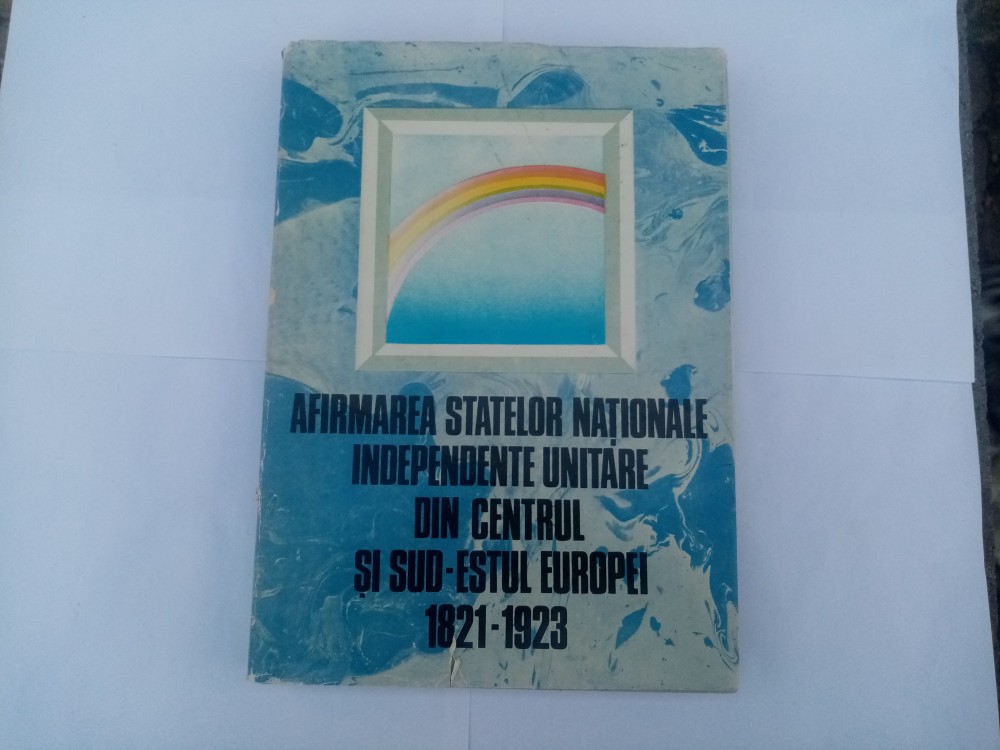 AFIRMAREA STATELOR NAȚIONALE
INDEPENDENTE UNITARE
DIN CENTRUL
ȘI SUD-ESTUL EUROPEI
1821-1923